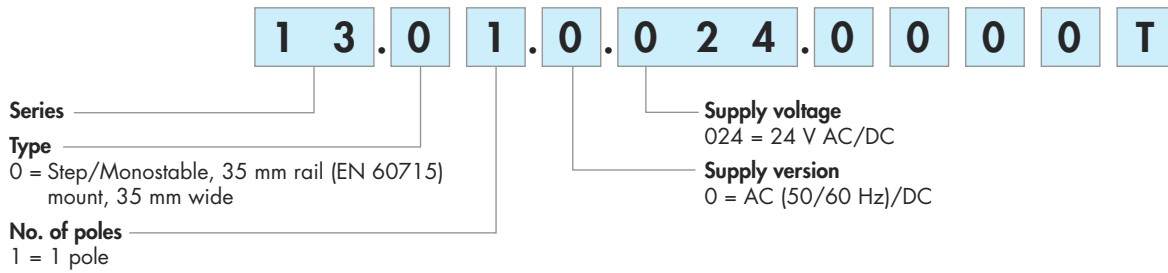 1 3 . 0 1 . 0 . 0 2 4 . 0 0 0 0 T
Series
Type
0 = Step/Monostable, 35 mm rail (EN 60715)
mount, 35 mm wide
No. of poles
1 = 1 pole
Supply voltage
024 = 24 V AC/DC
Supply version
0 = AC (50/60 Hz)/DC